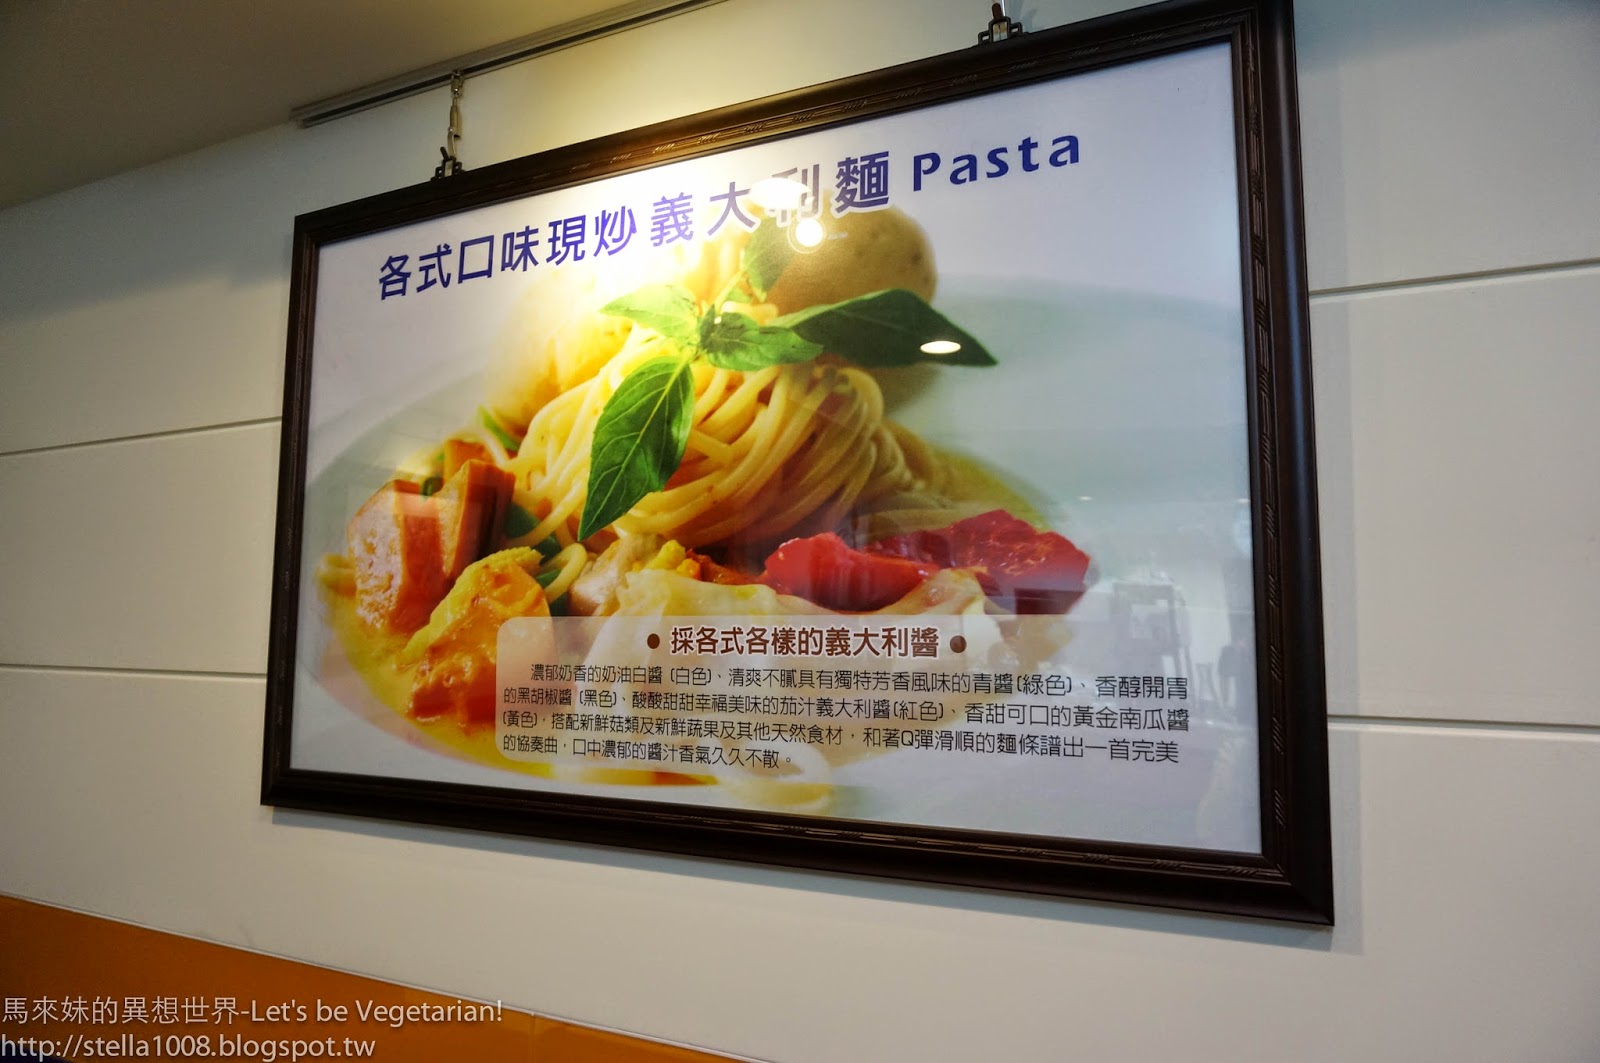 各式口味現炒義大利麵 Pasta
• 採各式各樣的義大利醬 •
濃郁奶香的奶油白醬 (白色)、清爽不膩具有獨特芳香風味的青醬(綠色)、香醇開胃
的黑胡椒醬 (黑色)、酸酸甜甜幸福美味的茄汁義大利醬(紅色)、香甜可口的黃金南瓜醬
(黃色)，搭配新鮮菇類及新鮮蔬果及其他天然食材，和著Q彈滑順的麵條譜出一首完美
的協奏曲，口中濃郁的醬汁香氣久久不散。
馬來妹的異想世界-Let's be Vegetarian!
http://stella1008.blogspot.tw